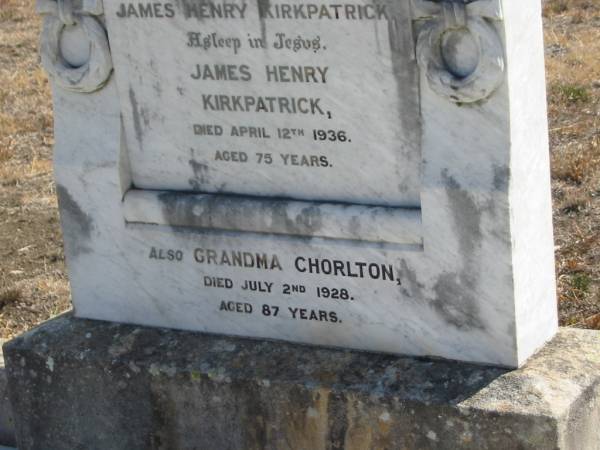 JAMES HENRY KIRKPATRICK,
Asleep in Jesus.
JAMES HENRY
KIRKPATRICK,
DIED APRIL 12TH 1936.
AGED 75 YEARS.
ALSO GRANDMA CHORLTON,
DIED JULY 2ND 1928.
AGED 87 YEARS.